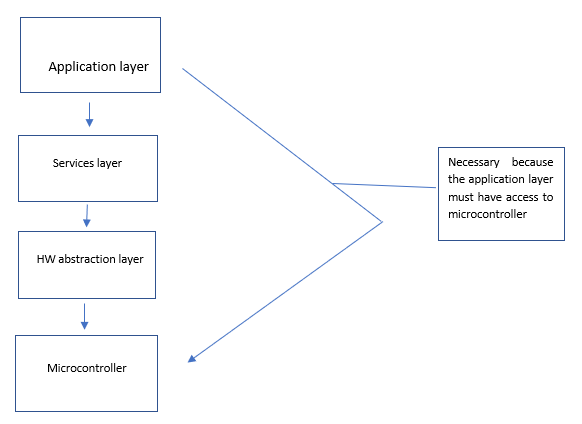 Application layer
Services layer
HW abstraction layer
Microcontroller
Necessary because
the application layer
must have access to
microcontroller